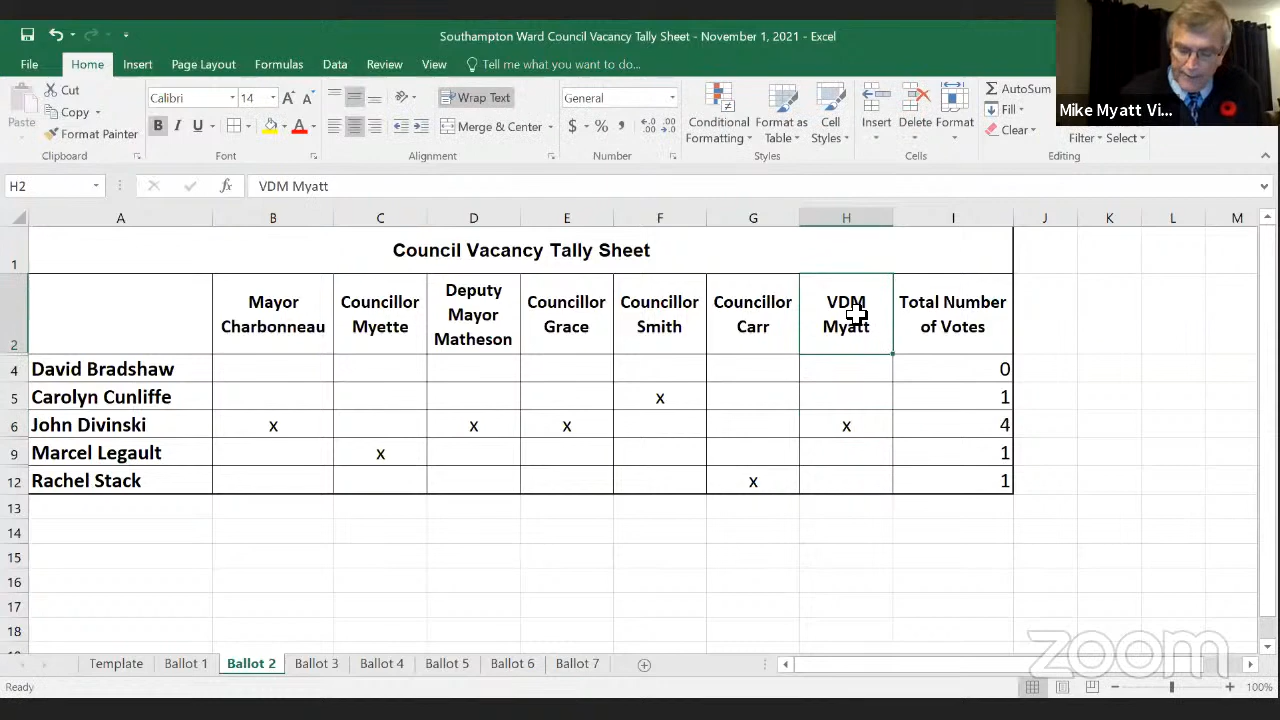 Southampton Ward Council Vacancy Tally Sheet - November 1, 2021 - Excel
File Home Insert Page Layout Formulas Data Review View Tell me what you want to do...
Paste
Cut
Copy
Format Painter
Clipboard
Calibri 14
B I U
Font
Wrap Text
Merge & Center
Alignment
General
$ % ,
Number
Conditional
Formatting
Format as
Table
Cell
Styles
Styles
Insert Delete Format
Cells
AutoSum
Fill
Clear
Filter Select
Editing
Mike Myatt Vi...
H2 fx VDM Myatt
A B C D E F G H I J K L M
1 Council Vacancy Tally Sheet
2
Mayor
Charbonneau
Councillor
Myette
Deputy
Mayor
Matheson
Councillor
Grace
Councillor
Smith
Councillor
Carr
VDM
Myatt
Total Number
of Votes
4 David Bradshaw 0
5 Carolyn Cunliffe x 1
6 John Divinski x x x x 4
9 Marcel Legault x 1
12 Rachel Stack x 1
13
14
15
16
17
18
Template Ballot 1 Ballot 2 Ballot 3 Ballot 4 Ballot 5 Ballot 6 Ballot 7
zoom
Ready 100%